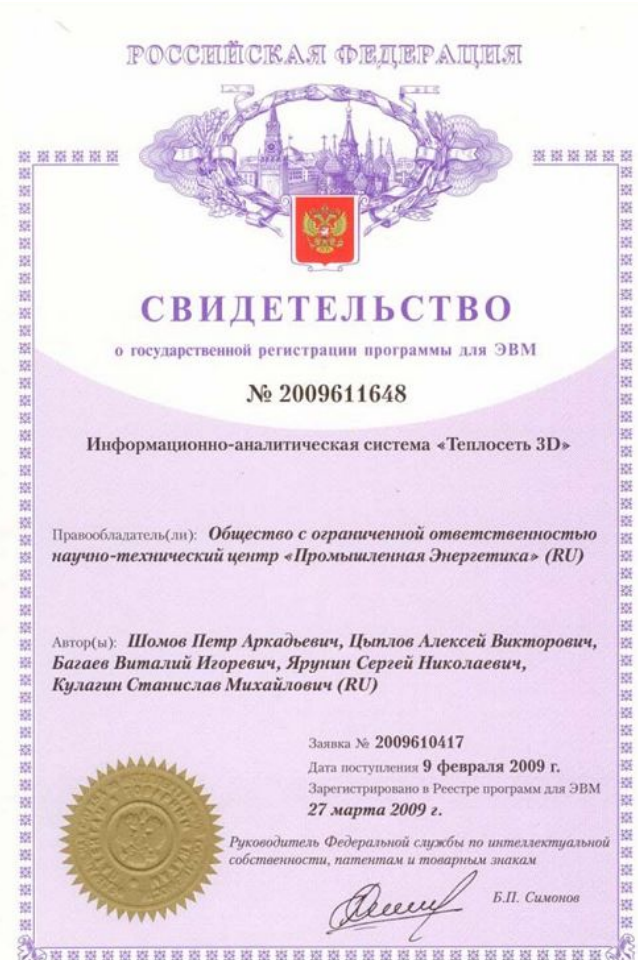 РОССИЙСКАЯ ФЕДЕРАЦИЯ
СВИДЕТЕЛЬСТВО
о государственной регистрации программы для ЭВМ
№ 2009611648
Информационно-аналитическая система «Теплосеть 3D»
Правообладатель(ли): Общество с ограниченной ответственностью
научно-технический центр «Промышленная Энергетика» (RU)
Автор(ы): Шомов Петр Аркадьевич, Цыплов Алексей Викторович,
Багаев Виталий Игоревич, Ярунин Сергей Николаевич,
Кулагин Станислав Михайлович (RU)
Заявка № 2009610417
Дата поступления 9 февраля 2009 г.
Зарегистрировано в Реестре программ для ЭВМ
27 марта 2009 г.
Руководитель Федеральной службы по интеллектуальной
собственности, патентам и товарным знакам
Б.П. Симонов